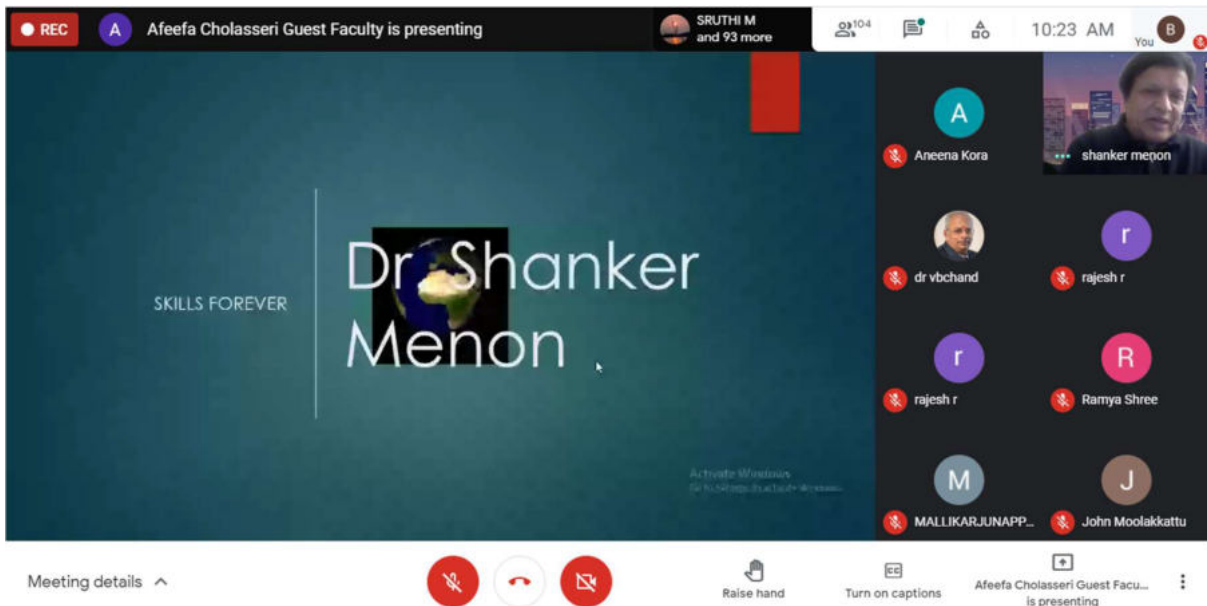 REC
A
Afeefa Cholasseri Guest Faculty is presenting
SRUTHI M
and 93 more
104
10:23 AM
You
B
SKILLS FOREVER
Dr. Shanker
Menon
Activate Windows
A
Aneena Kora
shanker menon
dr vbchand
r
rajesh r
r
rajesh r
R
Ramya Shree
M
MALLIKARJUNAPP...
J
John Moolakkattu
Meeting details
Raise hand
CC
Turn on captions
Afeefa Cholasseri Guest Facu...
is presenting